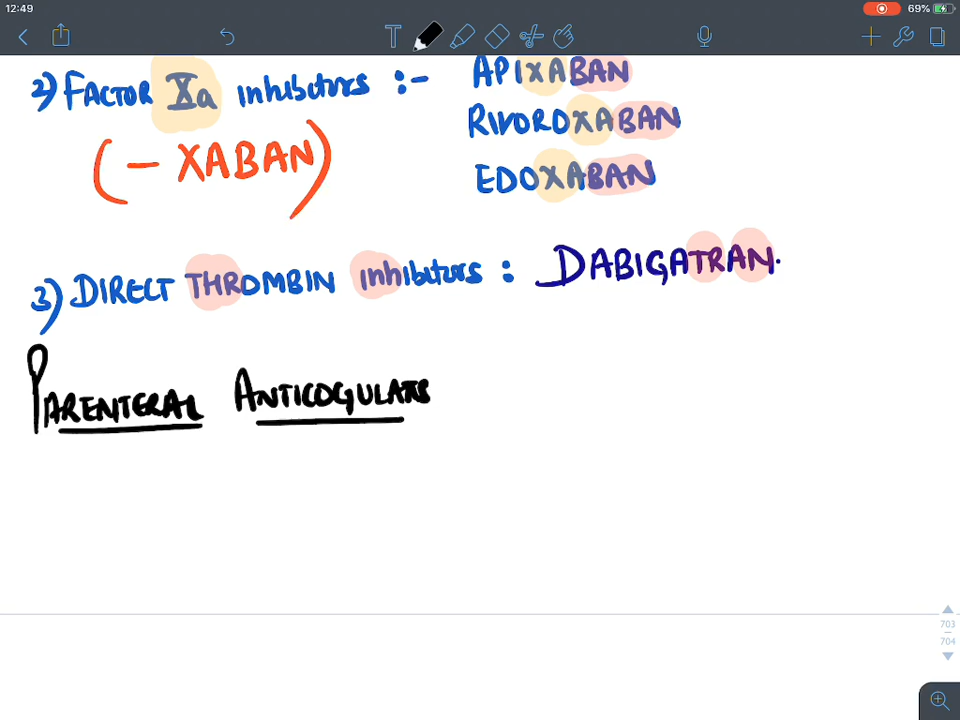 12:49
69%
T
2) FACTOR Xa inhibitors :-
APIXABAN
RIVOROXABAN
(- XABAN)
EDOXABAN
3) DIRECT THROMBIN inhibitors : DABIGATRAN.
PARENTERAL ANTICOGULATS
703
704